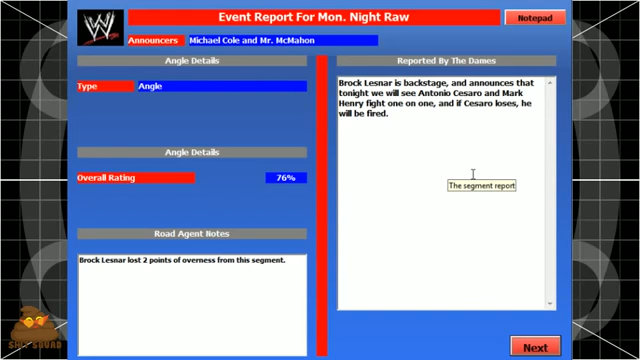 Event Report For Mon. Night Raw
Notepad
Announcers
Michael Cole and Mr. McMahon
Angle Details
Type
Angle
Angle Details
Overall Rating
76%
Road Agent Notes
Brock Lesnar lost 2 points of overness from this segment.
Reported By The Dames
Brock Lesnar is backstage, and announces that
tonight we will see Antonio Cesaro and Mark
Henry fight one on one, and if Cesaro loses, he
will be fired.
The segment report
Next
SHIT SQUAD